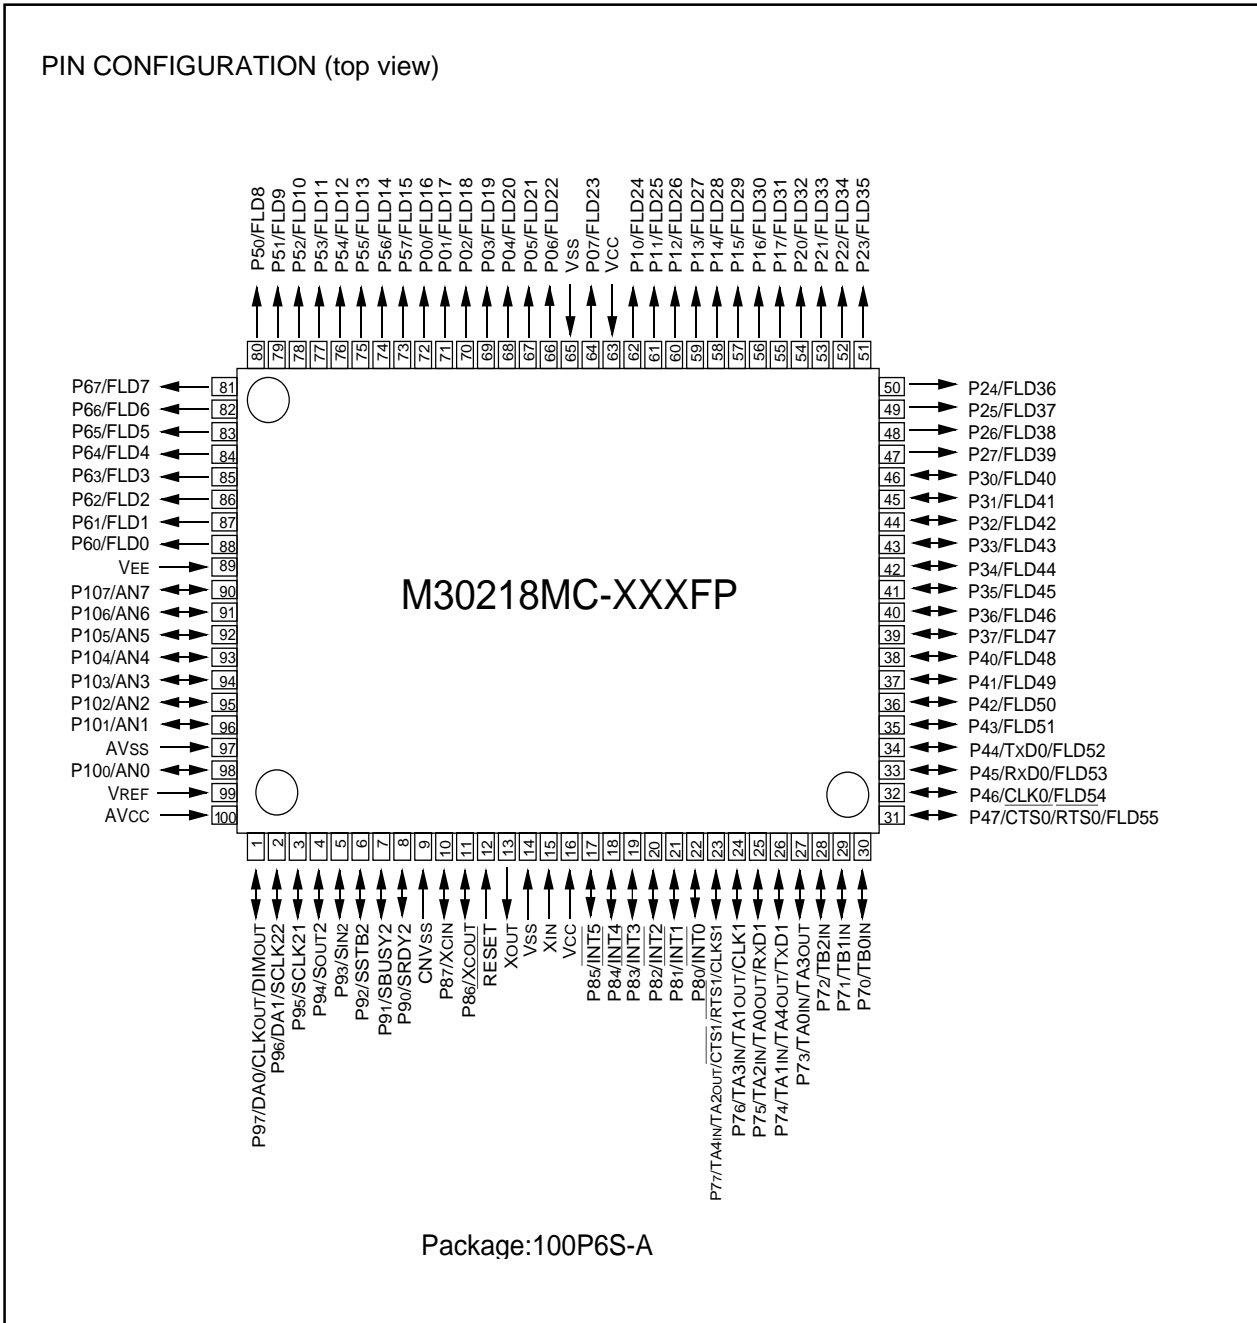 PIN CONFIGURATION (top view)
P50/FLD8
P51/FLD9
P52/FLD10
P53/FLD11
P54/FLD12
P55/FLD13
P56/FLD14
P57/FLD15
P00/FLD16
P01/FLD17
P02/FLD18
P03/FLD19
P04/FLD20
P05/FLD21
P06/FLD22
VSS
P07/FLD23
VCC
P10/FLD24
P11/FLD25
P12/FLD26
P13/FLD27
P14/FLD28
P15/FLD29
P16/FLD30
P17/FLD31
P20/FLD32
P21/FLD33
P22/FLD34
P23/FLD35
80 79 78 77 76 75 74 73 72 71 70 69 68 67 66 65 64 63 62 61 60 59 58 57 56 55 54 53 52 51
P67/FLD7 81
P66/FLD6 82
P65/FLD5 83
P64/FLD4 84
P63/FLD3 85
P62/FLD2 86
P61/FLD1 87
P60/FLD0 88
VEE 89
P107/AN7 90
P106/AN6 91
P105/AN5 92
P104/AN4 93
P103/AN3 94
P102/AN2 95
P101/AN1 96
AVSS 97
P100/AN0 98
VREF 99
AVCC 100
M30218MC-XXXFP
50 P24/FLD36
49 P25/FLD37
48 P26/FLD38
47 P27/FLD39
46 P30/FLD40
45 P31/FLD41
44 P32/FLD42
43 P33/FLD43
42 P34/FLD44
41 P35/FLD45
40 P36/FLD46
39 P37/FLD47
38 P40/FLD48
37 P41/FLD49
36 P42/FLD50
35 P43/FLD51
34 P44/TXD0/FLD52
33 P45/RXD0/FLD53
32 P46/CLK0/FLD54
31 P47/CTS0/RTS0/FLD55
1 2 3 4 5 6 7 8 9 10 11 12 13 14 15 16 17 18 19 20 21 22 23 24 25 26 27 28 29 30
P97/DA0/CLKOUT/DIMOUT
P96/DA1/SCLK22
P95/SCLK21
P94/SOUT2
P93/SIN2
P92/SSTB2
P91/SBUSY2
P90/SRDY2
CNVSS
P87/XCIN
P86/XCOUT
RESET
XOUT
VSS
XIN
VCC
P85/INT5
P84/INT4
P83/INT3
P82/INT2
P81/INT1
P80/INT0
P77/TA4IN/TA2OUT/CTS1/RTS1/CLKS1
P76/TA3IN/TA1OUT/CLK1
P75/TA2IN/TA0OUT/RXD1
P74/TA1IN/TA4OUT/TXD1
P73/TA0IN/TA3OUT
P72/TB2IN
P71/TB1IN
P70/TB0IN
Package:100P6S-A